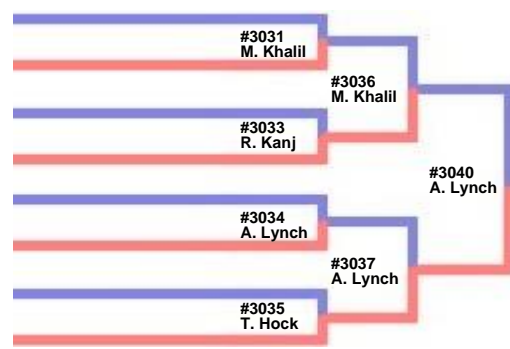 #3031
M. Khalil
#3036
M. Khalil
#3033
R. Kanj
#3040
A. Lynch
#3034
A. Lynch
#3037
A. Lynch
#3035
T. Hock